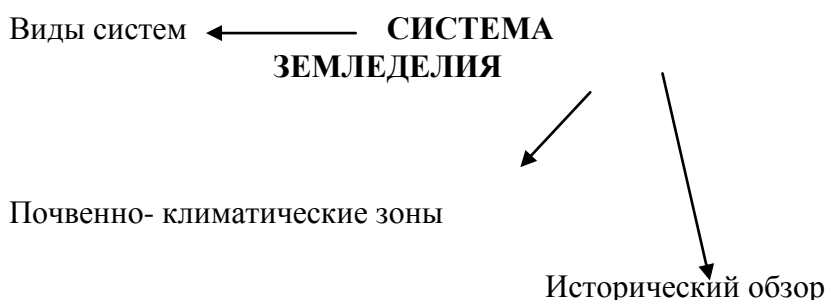 Виды систем СИСТЕМА
ЗЕМЛЕДЕЛИЯ
Почвенно- климатические зоны
Исторический обзор